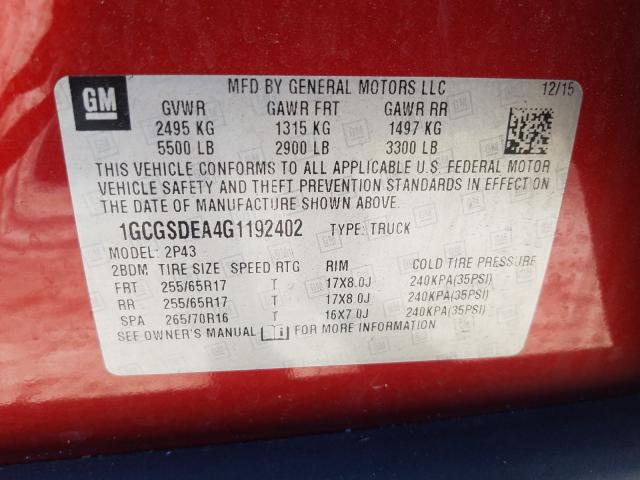 MFD BY GENERAL MOTORS LLC 12/15
GM
GVWR GAWR FRT GAWR RR
2495 KG 1315 KG 1497 KG
5500 LB 2900 LB 3300 LB
THIS VEHICLE CONFORMS TO ALL APPLICABLE U.S. FEDERAL MOTOR
VEHICLE SAFETY AND THEFT PREVENTION STANDARDS IN EFFECT ON
THE DATE OF MANUFACTURE SHOWN ABOVE.
1GCGSDEA4G1192402 TYPE: TRUCK
MODEL: 2P43
2BDM TIRE SIZE SPEED RTG RIM COLD TIRE PRESSURE
FRT 255/65R17 T 17X8.0J 240KPA(35PSI)
RR 255/65R17 T 17X8.0J 240KPA(35PSI)
SPA 265/70R16 T 16X7.0J 240KPA(35PSI)
SEE OWNER'S MANUAL FOR MORE INFORMATION